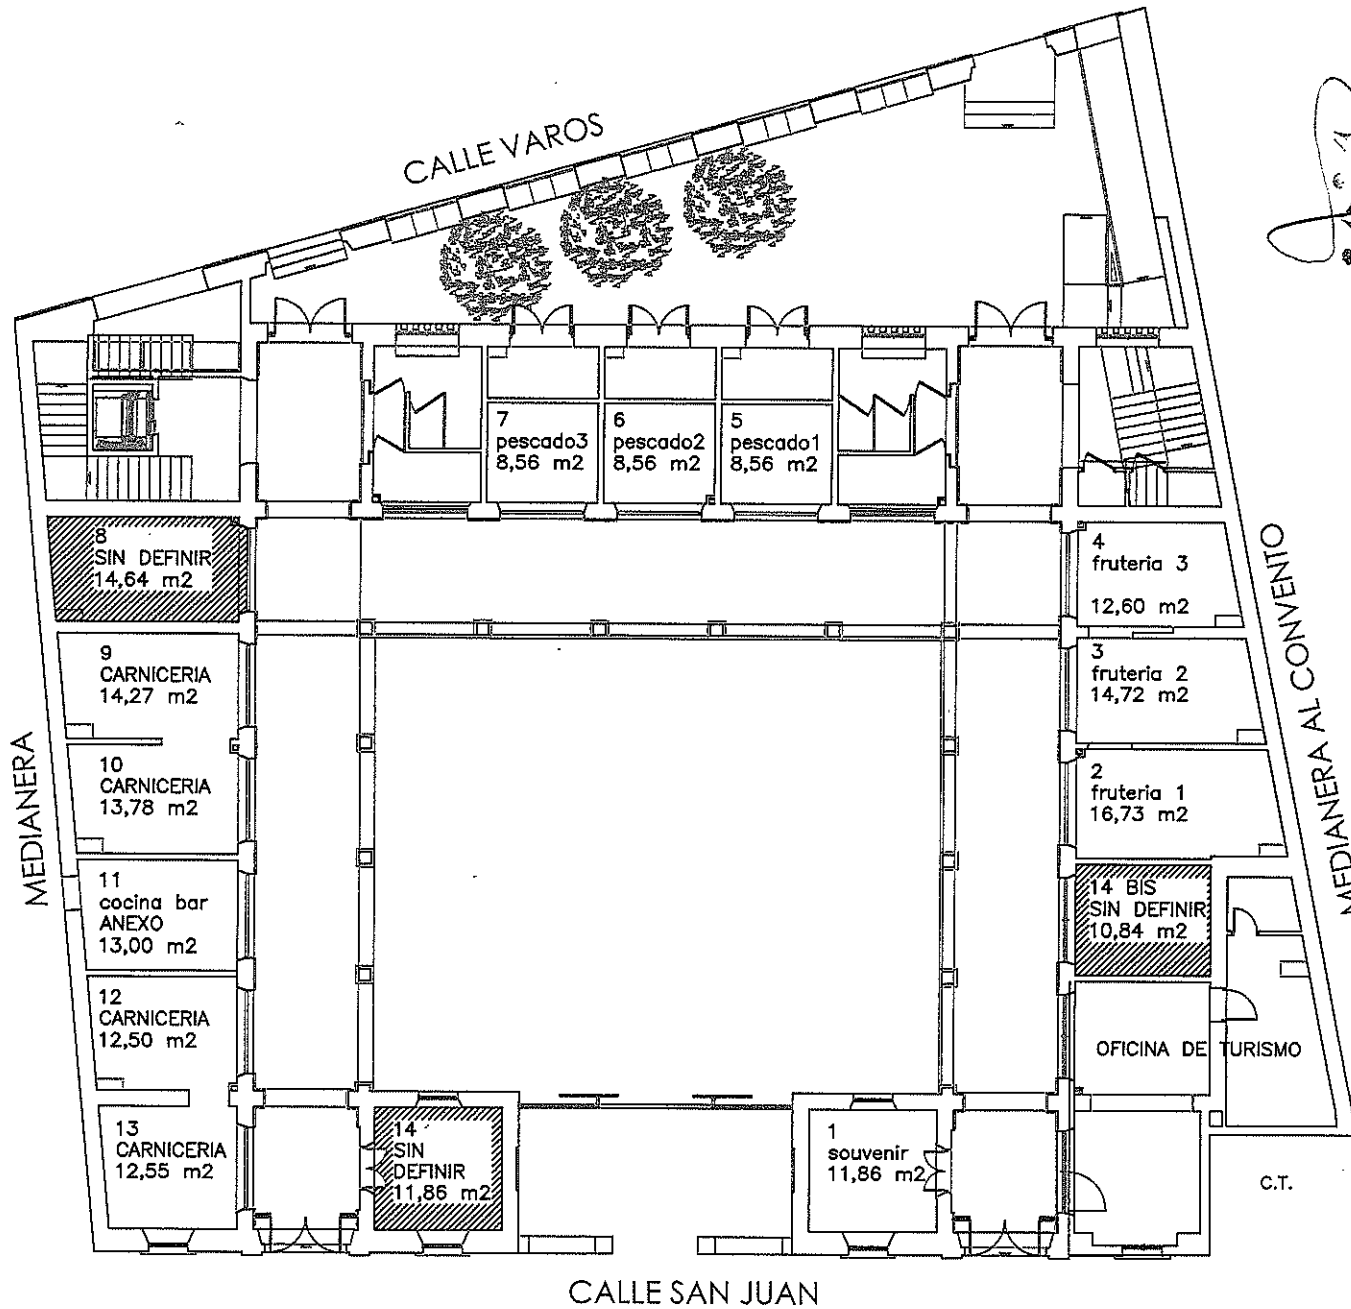 CALLE VAROS
7
pescado3
8,56 m2
6
pescado2
8,56 m2
5
pescado1
8,56 m2
8
SIN DEFINIR
14,64 m2
4
fruteria 3
12,60 m2
9
CARNICERIA
14,27 m2
3
fruteria 2
14,72 m2
10
CARNICERIA
13,78 m2
2
fruteria 1
16,73 m2
11
cocina bar
ANEXO
13,00 m2
14 BIS
SIN DEFINIR
10,84 m2
12
CARNICERIA
12,50 m2
OFICINA DE TURISMO
13
CARNICERIA
12,55 m2
14
SIN
DEFINIR
11,86 m2
1
souvenir
11,86 m2
C.T.
MEDIANERA
MEDIANERA AL CONVENTO
CALLE SAN JUAN